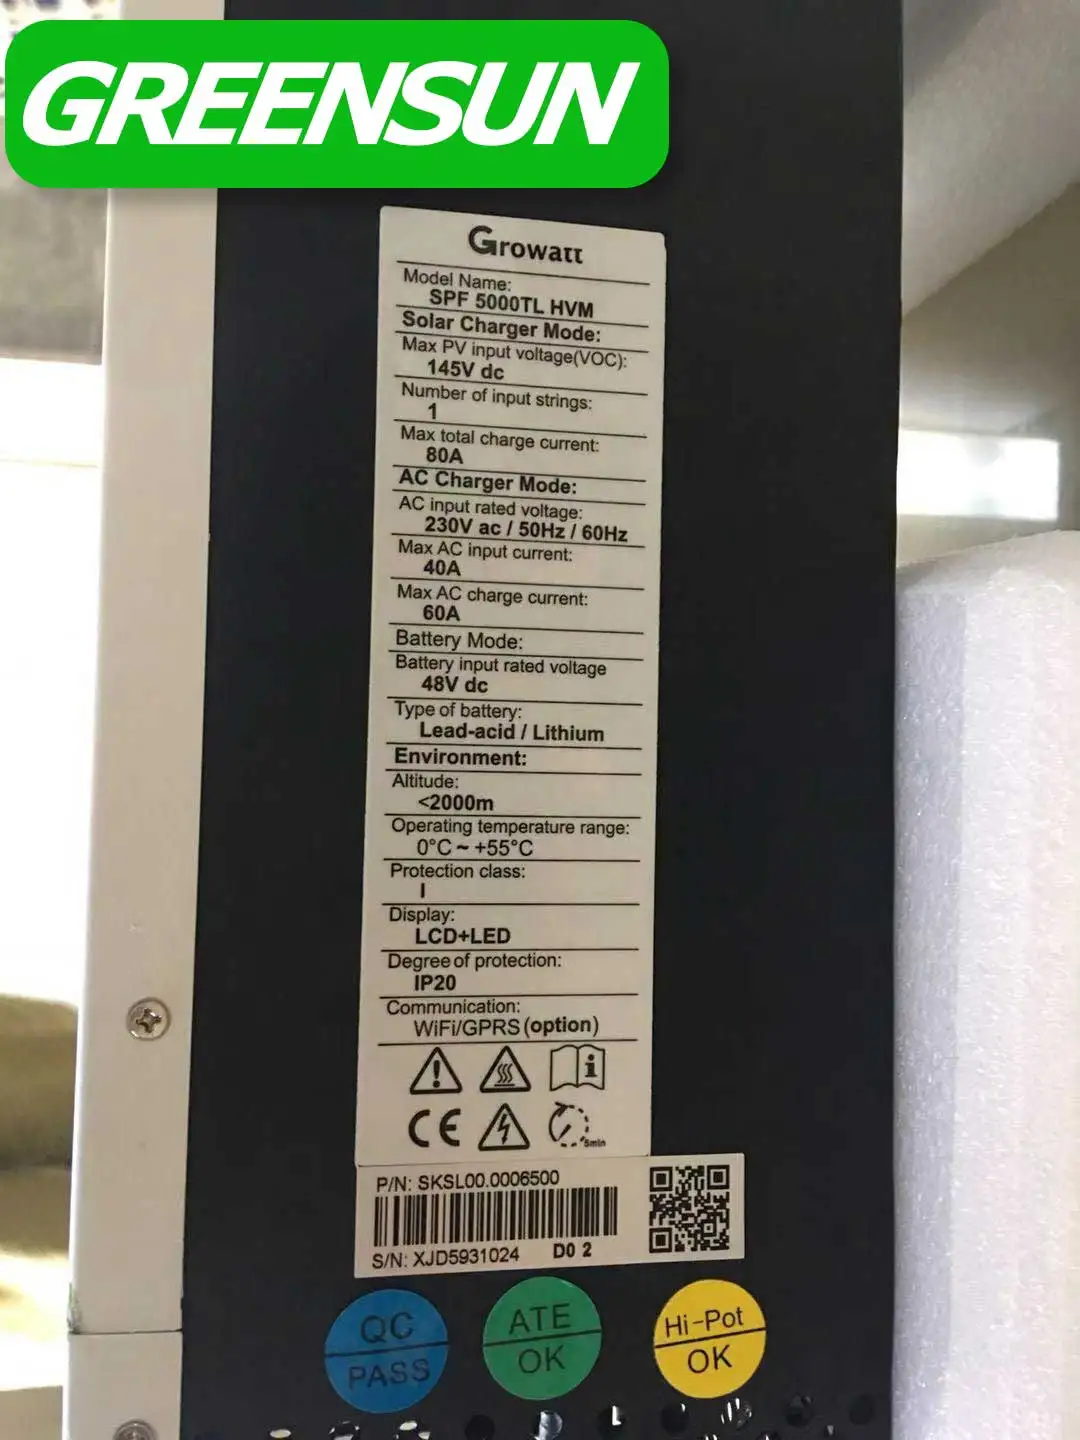 GREENSUN
Growatt
Model Name:
SPF 5000TL HVM
Solar Charger Mode:
Max PV input voltage(VOC):
145V dc
Number of input strings:
1
Max total charge current:
80A
AC Charger Mode:
AC input rated voltage:
230V ac / 50Hz / 60Hz
Max AC input current:
40A
Max AC charge current:
60A
Battery Mode:
Battery input rated voltage
48V dc
Type of battery:
Lead-acid / Lithium
Environment:
Altitude:
<2000m
Operating temperature range:
0°C ~ +55°C
Protection class:
I
Display:
LCD+LED
Degree of protection:
IP20
Communication:
WiFi/GPRS (option)
CE
5min
P/N: SKSL00.0006500
S/N: XJD5931024 D0 2
QC
PASS
ATE
OK
Hi-Pot
OK